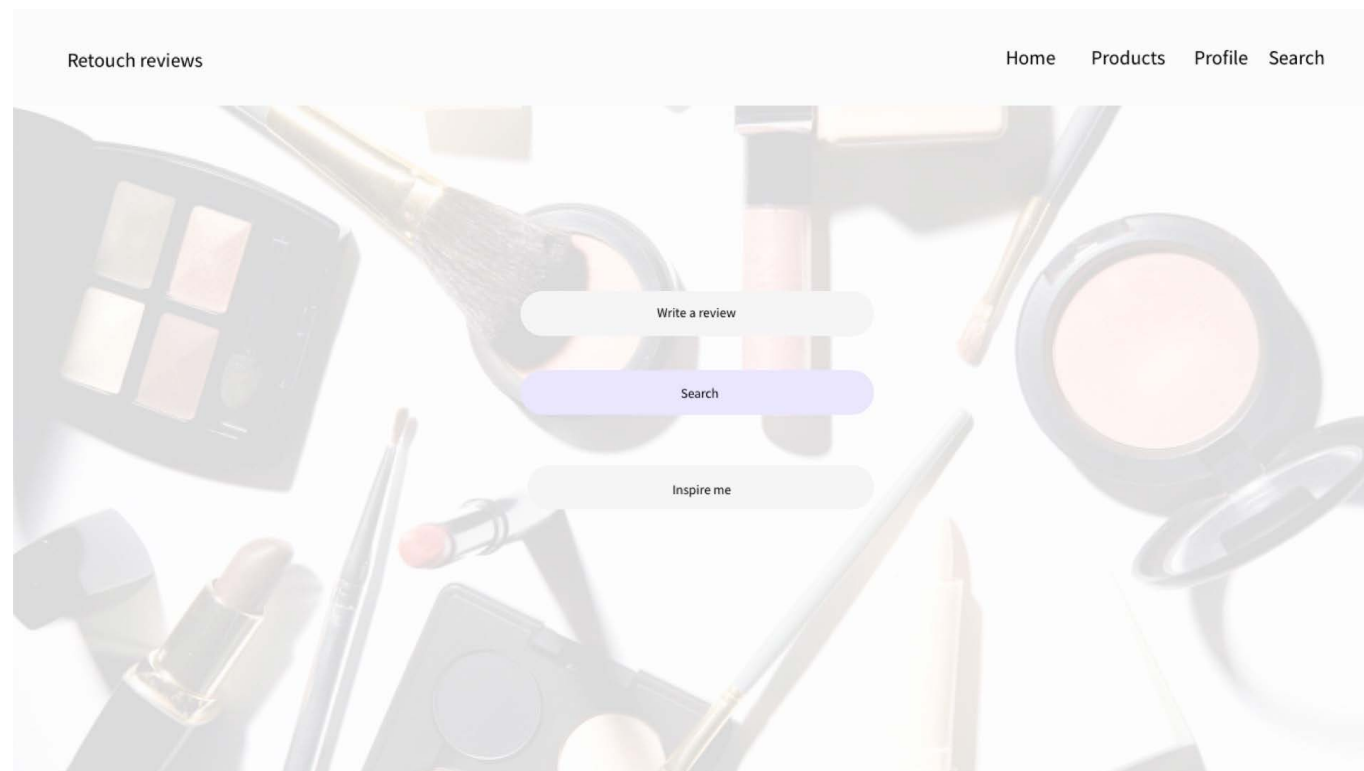 Retouch reviews
Home Products Profile Search
Write a review
Search
Inspire me